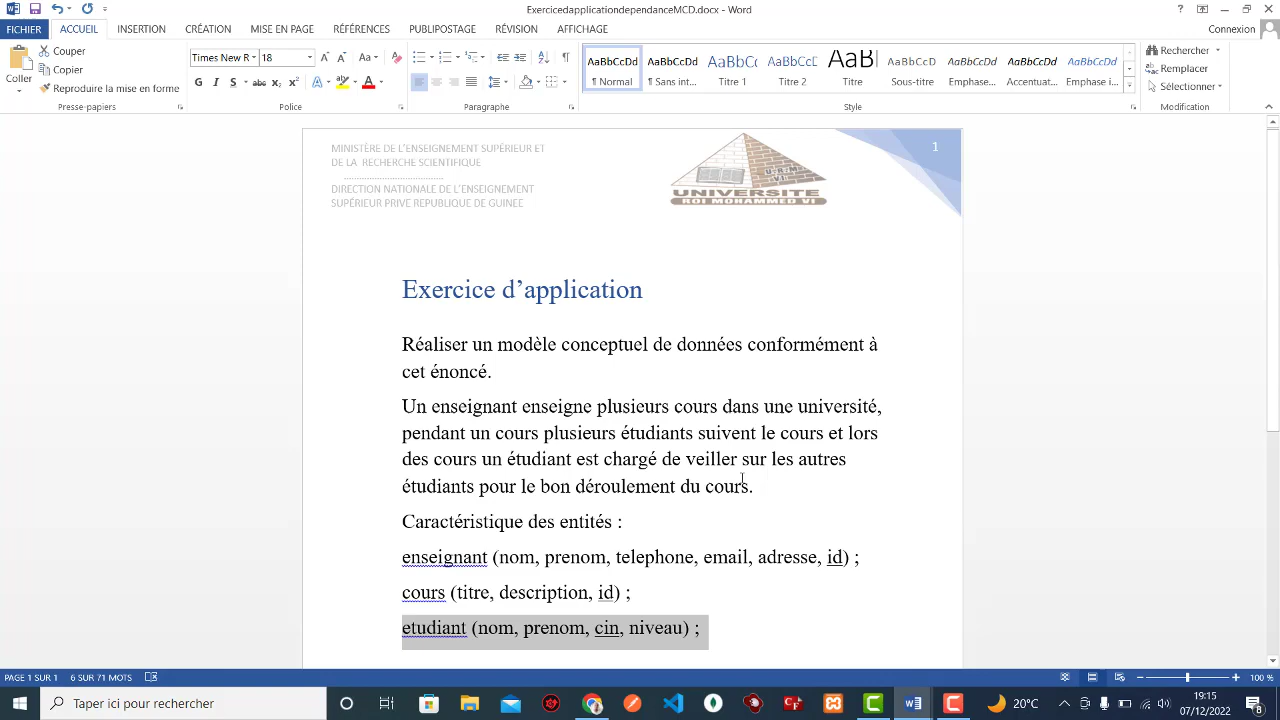 ExercicedapplicationdependanceMCD.docx - Word
FICHIER ACCUEIL INSERTION CRÉATION MISE EN PAGE RÉFÉRENCES PUBLIPOSTAGE RÉVISION AFFICHAGE Connexion
Coller
Couper
Copier
Reproduire la mise en forme
Presse-papiers
Times New R 18
Police
Paragraphe
AaBbCcDd AaBbCcDd AaBbC AaBbCcE AaB AaBbCcD AaBbCcDd AaBbCcDd AaBbCcDd
¶ Normal ¶ Sans int... Titre 1 Titre 2 Titre Sous-titre Emphase... Accentuat... Emphase i...
Style
Rechercher
Remplacer
Sélectionner
Modification
MINISTÈRE DE L'ENSEIGNEMENT SUPÉRIEUR ET
DE LA RECHERCHE SCIENTIFIQUE
DIRECTION NATIONALE DE L'ENSEIGNEMENT
SUPÉRIEUR PRIVE REPUBLIQUE DE GUINEE
U.R.M
VI
UNIVERSITE
ROI MOHAMMED VI
1
Exercice d'application
Réaliser un modèle conceptuel de données conformément à
cet énoncé.
Un enseignant enseigne plusieurs cours dans une université,
pendant un cours plusieurs étudiants suivent le cours et lors
des cours un étudiant est chargé de veiller sur les autres
étudiants pour le bon déroulement du cours.
Caractéristique des entités :
enseignant (nom, prenom, telephone, email, adresse, id) ;
cours (titre, description, id) ;
etudiant (nom, prenom, cin, niveau) ;
PAGE 1 SUR 1 6 SUR 71 MOTS 100 %
Taper ici pour rechercher
20°C
19:15
07/12/2022
8